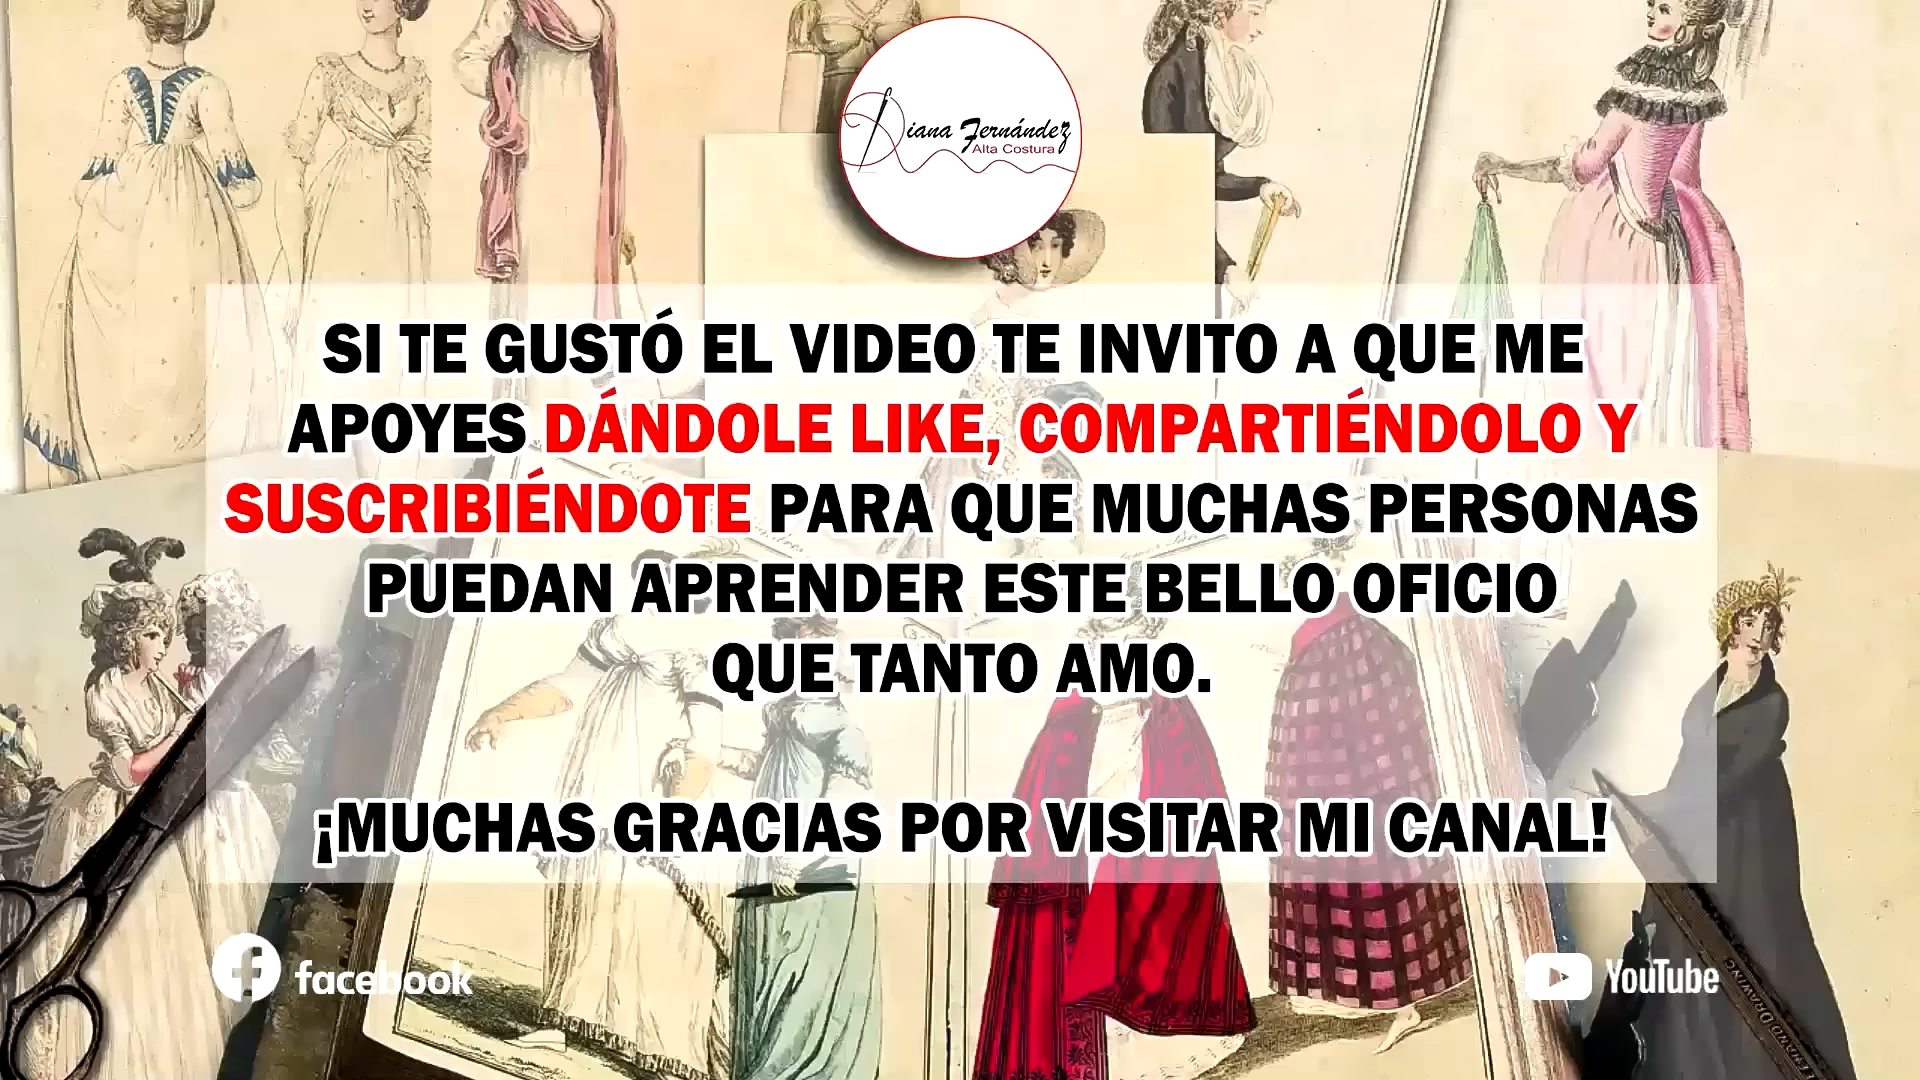 Diana Fernández
Alta Costura
SI TE GUSTÓ EL VIDEO TE INVITO A QUE ME
APOYES DÁNDOLE LIKE, COMPARTIÉNDOLO Y
SUSCRIBIÉNDOTE PARA QUE MUCHAS PERSONAS
PUEDAN APRENDER ESTE BELLO OFICIO
QUE TANTO AMO.
¡MUCHAS GRACIAS POR VISITAR MI CANAL!
facebook
YouTube